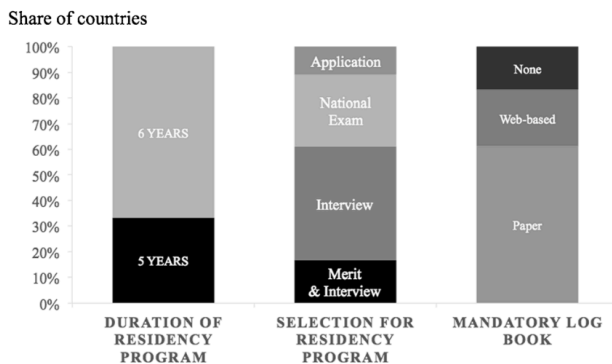 Share of countries
100%
90%
80%
70%
60%
50%
40%
30%
20%
10%
0%
6 YEARS
5 YEARS
Application
National
Exam
Interview
Merit
& Interview
None
Web-based
Paper
DURATION OF
RESIDENCY
PROGRAM
SELECTION FOR
RESIDENCY
PROGRAM
MANDATORY LOG
BOOK